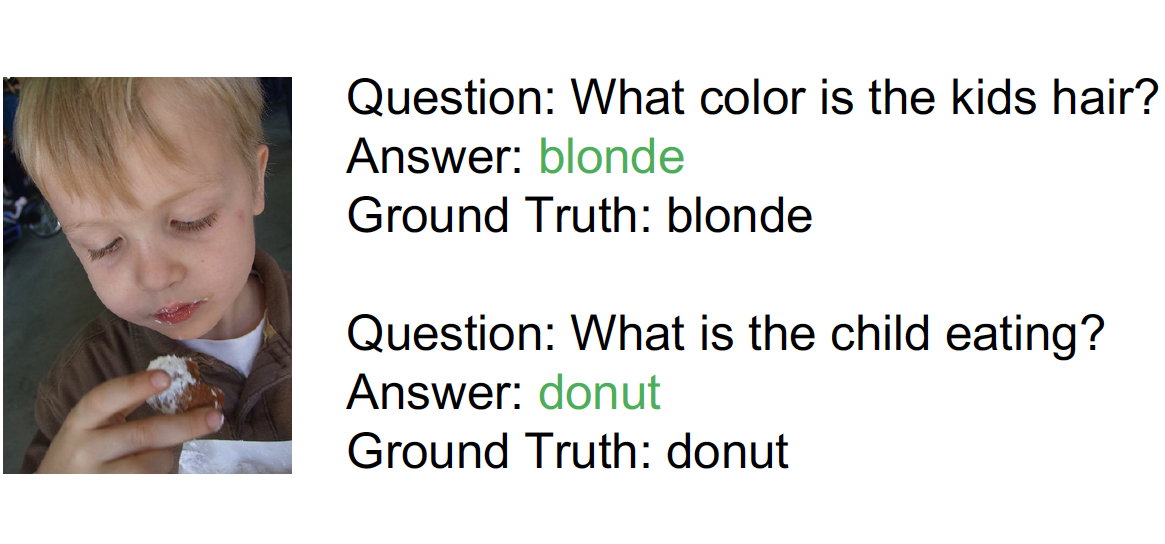 Question: What color is the kids hair?
Answer: blonde
Ground Truth: blonde
Question: What is the child eating?
Answer: donut
Ground Truth: donut